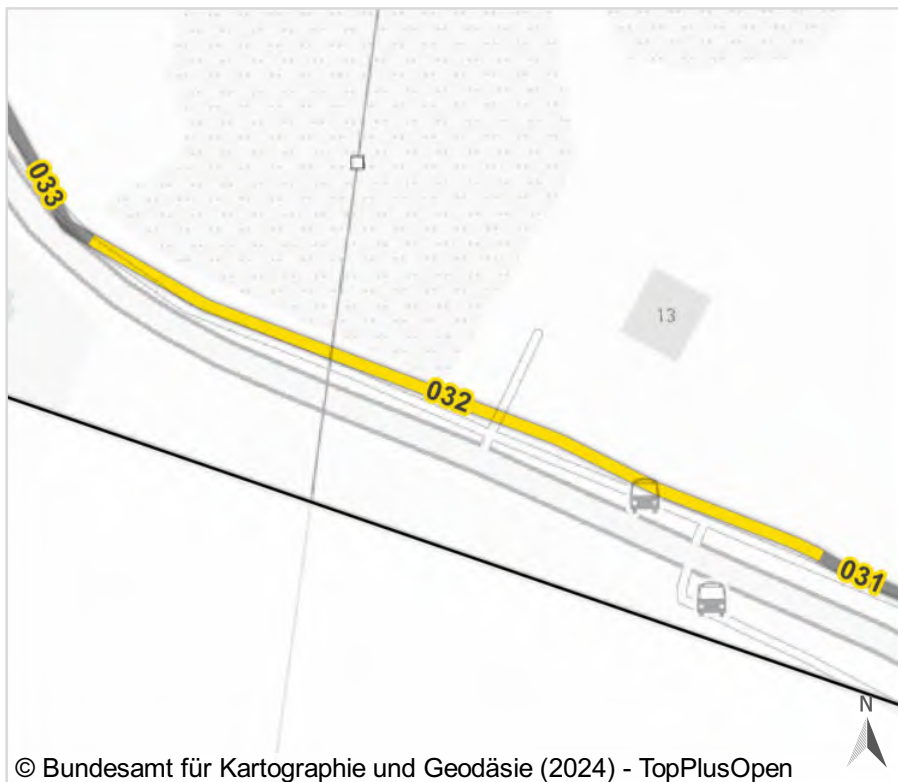 033
13
032
031
N
© Bundesamt für Kartographie und Geodäsie (2024) - TopPlusOpen